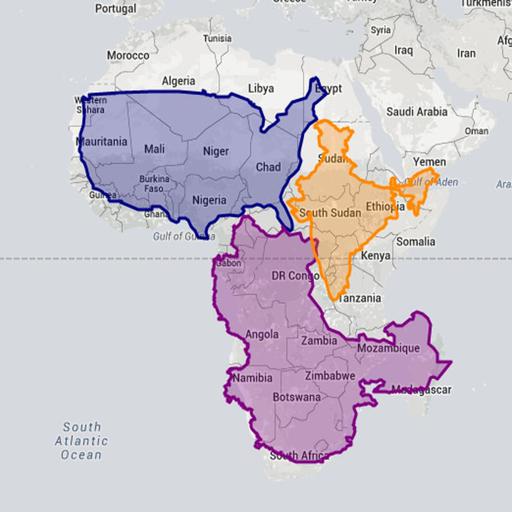 Portugal
Greece
Turkmenis
Syria
Tunisia
Morocco
Iraq
Iran
Algeria
Libya
Egypt
Western
Sahara
Saudi Arabia
Oman
Mauritania
Mali
Niger
Chad
Sudan
Yemen
Burkina
Faso
Gulf of Aden
Guinea
Nigeria
Ghana
South Sudan
Ethiopia
Gulf of Guinea
Somalia
Kenya
Gabon
DR Congo
Tanzania
Angola
Zambia
Mozambique
Namibia
Zimbabwe
Botswana
Madagascar
South
Atlantic
Ocean
South Africa